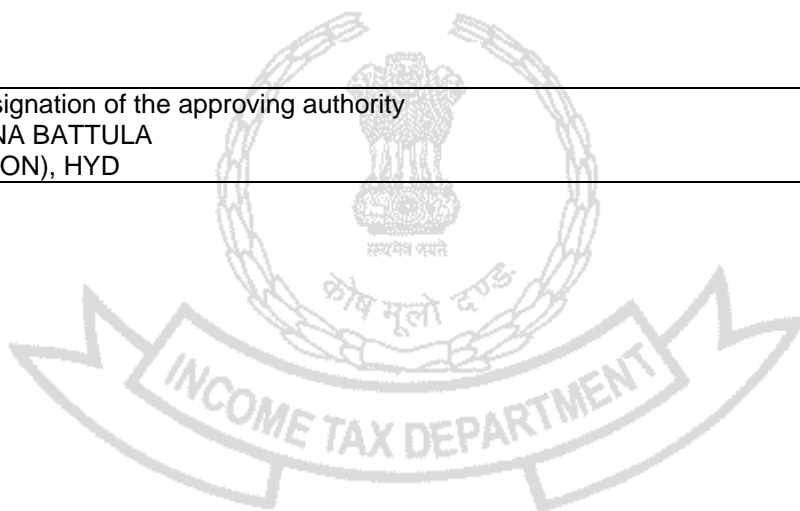 signation of the approving authority
NA BATTULA
ON), HYD
सत्यमेव जयते
कोष मूलो दण्डः
INCOME TAX DEPARTMENT